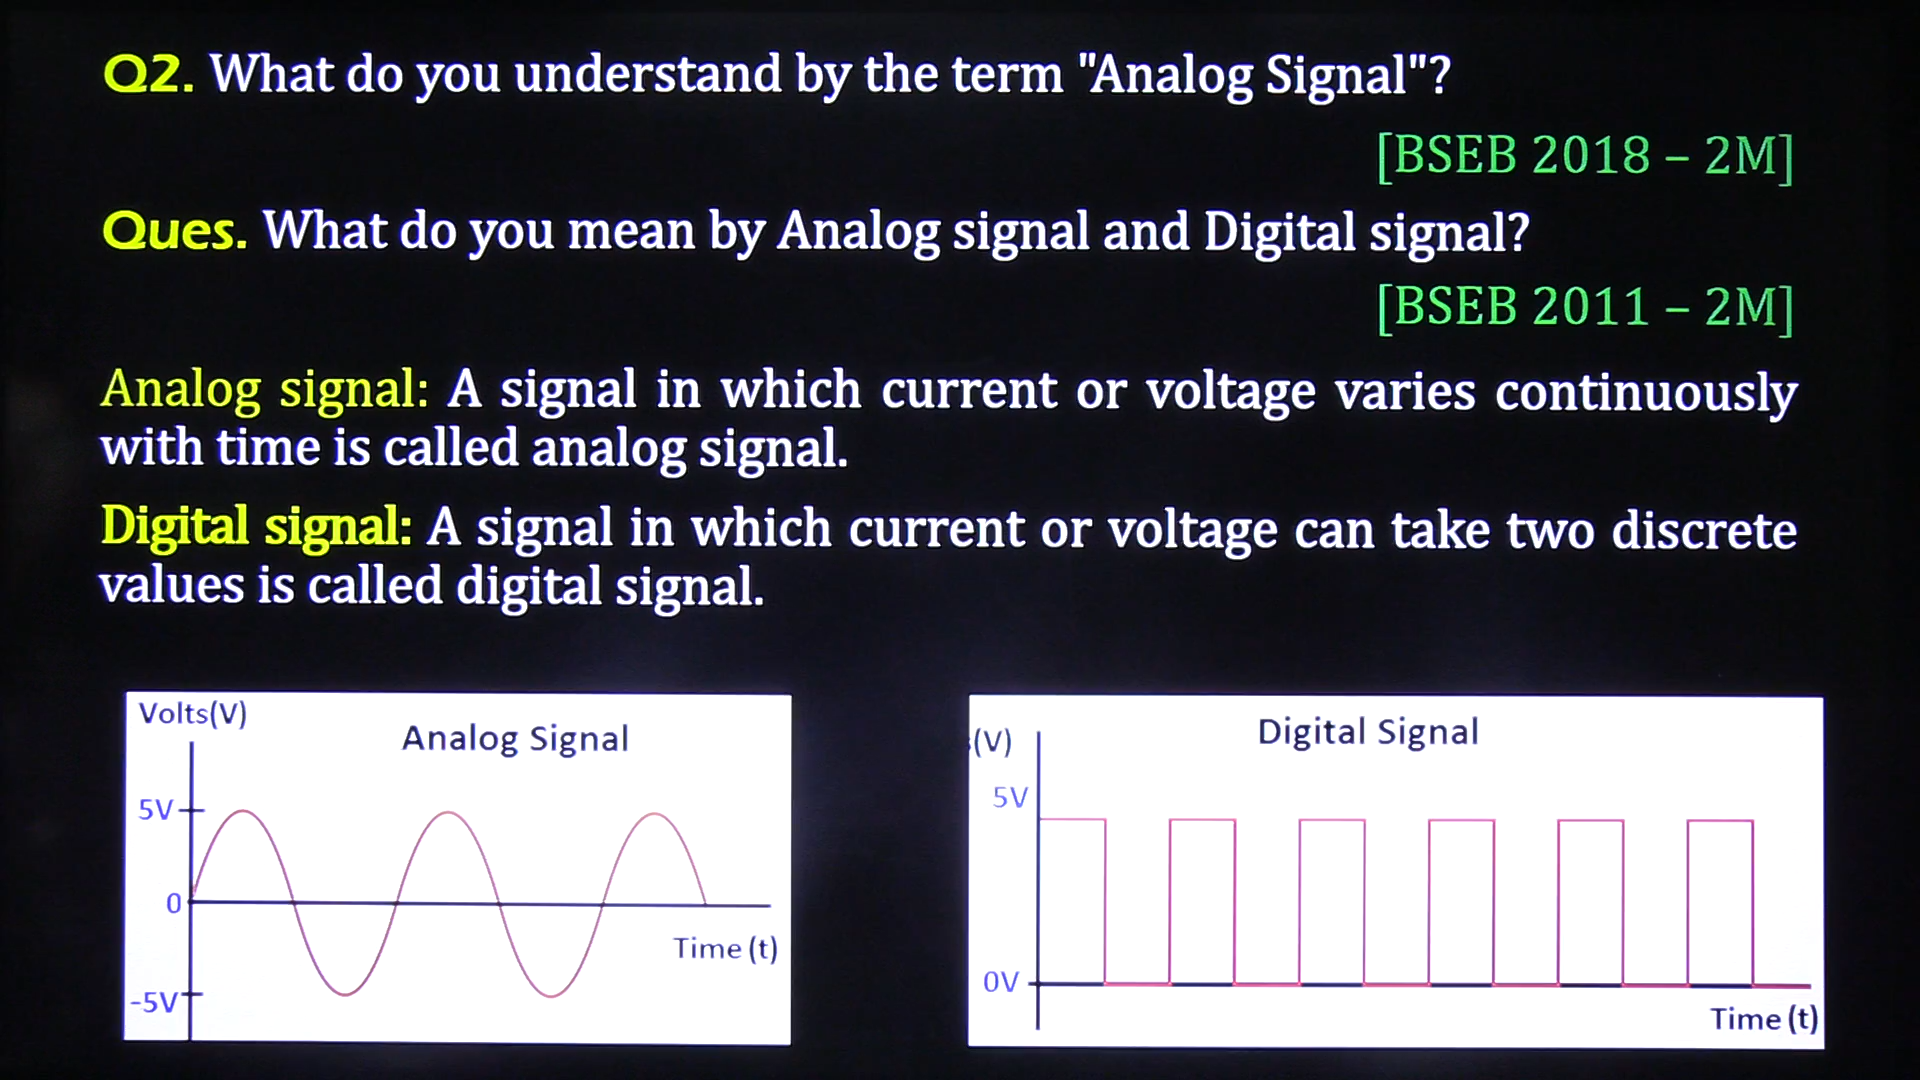 Q2. What do you understand by the term "Analog Signal"?
[BSEB 2018 – 2M]
Ques. What do you mean by Analog signal and Digital signal?
[BSEB 2011 – 2M]
Analog signal: A signal in which current or voltage varies continuously
with time is called analog signal.
Digital signal: A signal in which current or voltage can take two discrete
values is called digital signal.
Volts(V)
Analog Signal
5V
0
Time (t)
-5V
(V)
Digital Signal
5V
0V
Time (t)